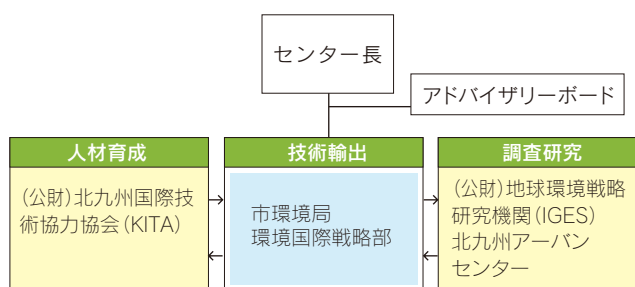 センター長
アドバイザリーボード
人材育成
(公財)北九州国際技
術協力協会(KITA)
技術輸出
市環境局
環境国際戦略部
調査研究
(公財)地球環境戦略
研究機関(IGES)
北九州アーバン
センター